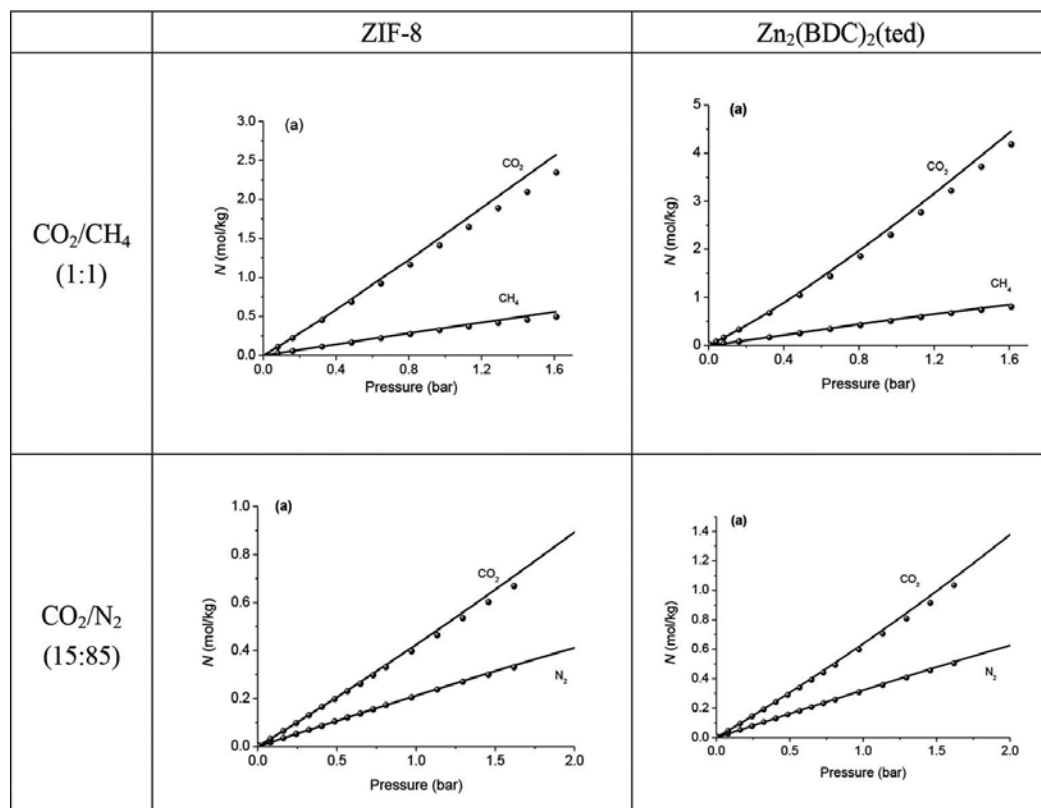 ZIF-8
Zn₂(BDC)₂(ted)
CO₂/CH₄
(1:1)
(a)
3.0
2.5
2.0
1.5
1.0
0.5
0.0
N (mol/kg)
CO₂
CH₄
0.0 0.4 0.8 1.2 1.6
Pressure (bar)
(a)
5
4
3
2
1
0
N (mol/kg)
CO₂
CH₄
0.0 0.4 0.8 1.2 1.6
Pressure (bar)
CO₂/N₂
(15:85)
(a)
1.0
0.8
0.6
0.4
0.2
0.0
N (mol/kg)
CO₂
N₂
0.0 0.5 1.0 1.5 2.0
Pressure (bar)
(a)
1.4
1.2
1.0
0.8
0.6
0.4
0.2
0.0
N (mol/kg)
CO₂
N₂
0.0 0.5 1.0 1.5 2.0
Pressure (bar)